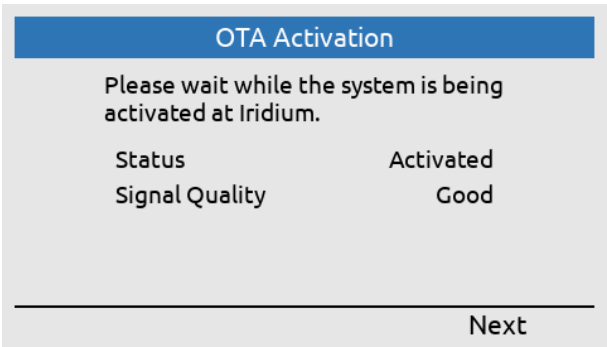 OTA Activation
Please wait while the system is being
activated at Iridium.
Status Activated
Signal Quality Good
Next